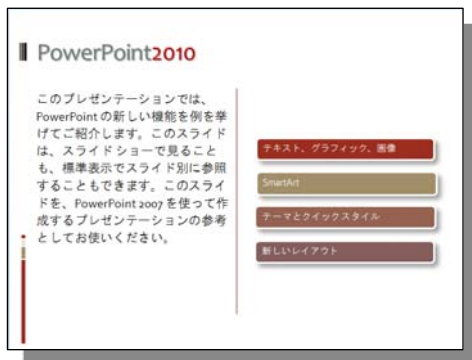 PowerPoint2010
このプレゼンテーションでは、
PowerPoint の新しい機能を例を挙
げてご紹介します。このスライド
は、スライド ショーで見ること
も、標準表示でスライド別に参照
することもできます。このスライ
ドを、PowerPoint 2007 を使って作
成するプレゼンテーションの参考
としてお使いください。
テキスト、グラフィック、画像
SmartArt
テーマとクイックスタイル
新しいレイアウト